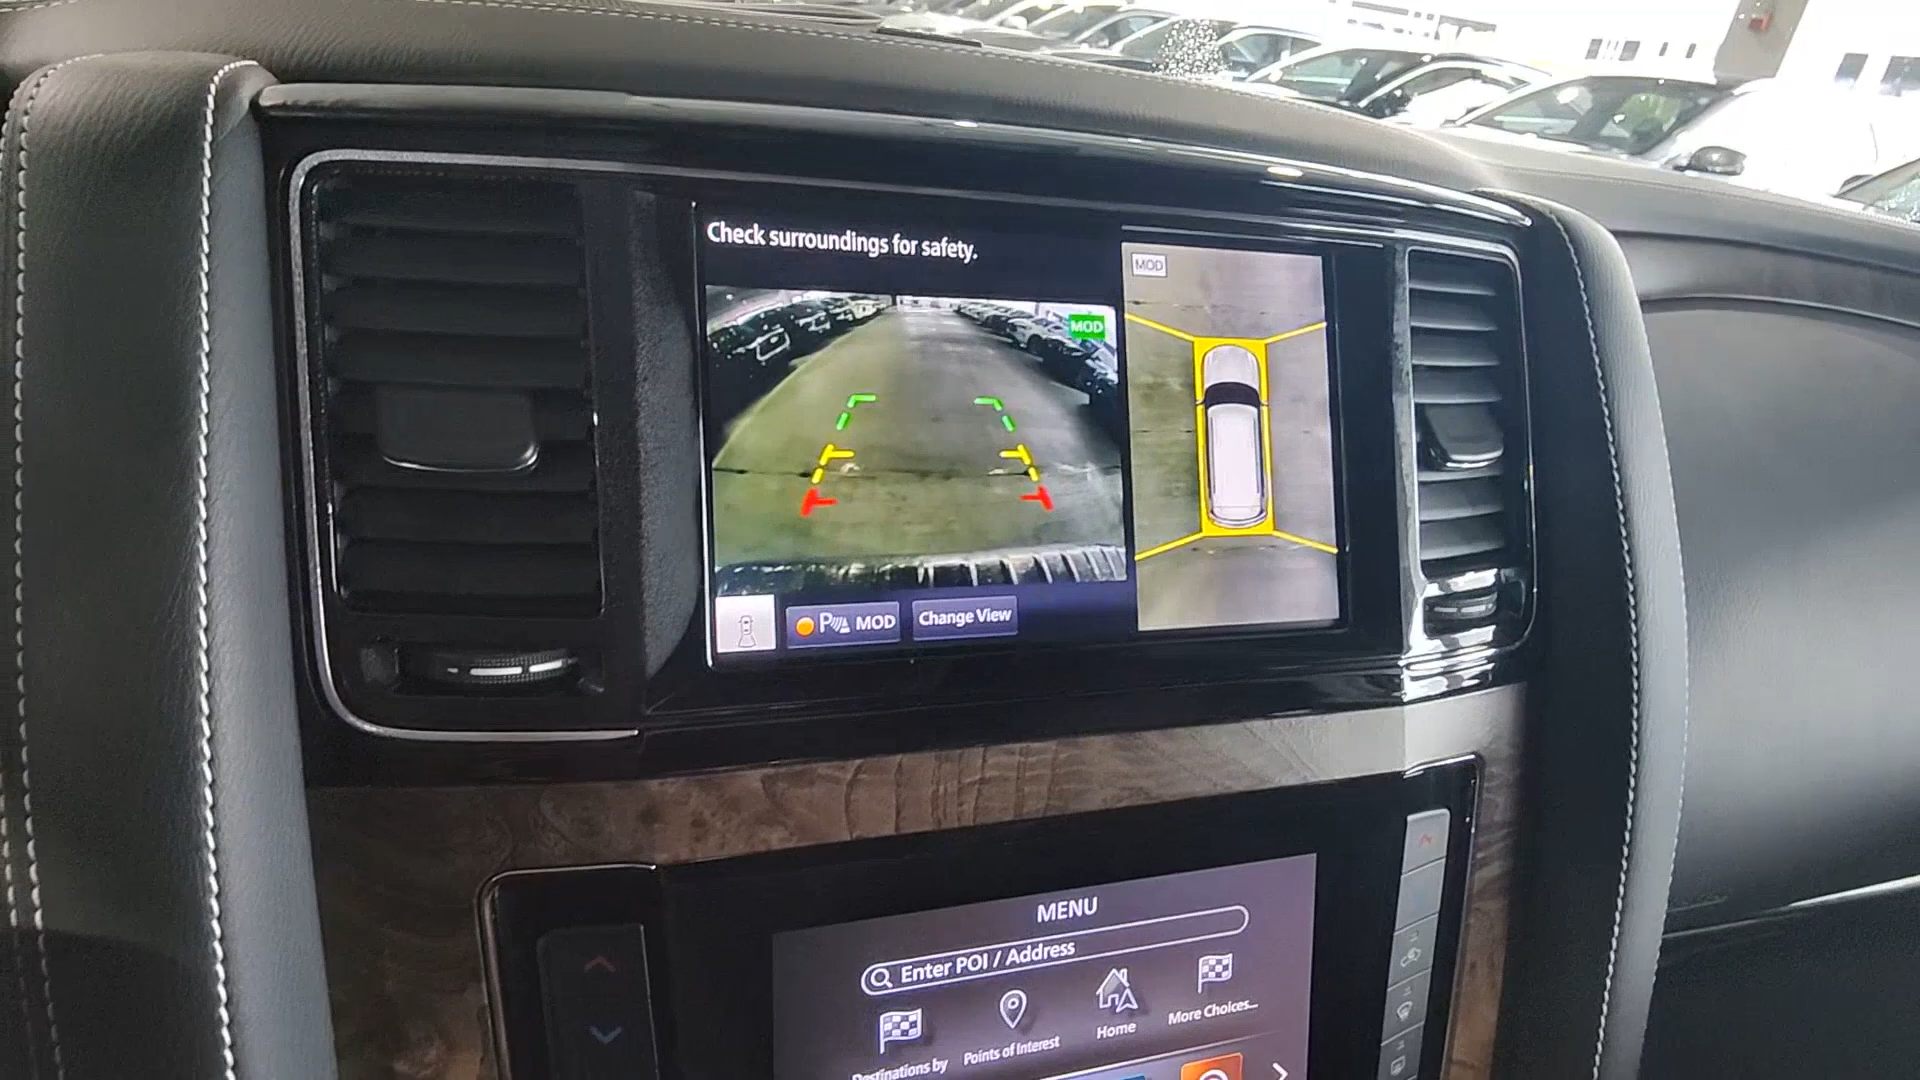 Check surroundings for safety.
MOD
MOD
P MOD
Change View
MENU
Enter POI / Address
Destinations by
Points of Interest
Home
More Choices...